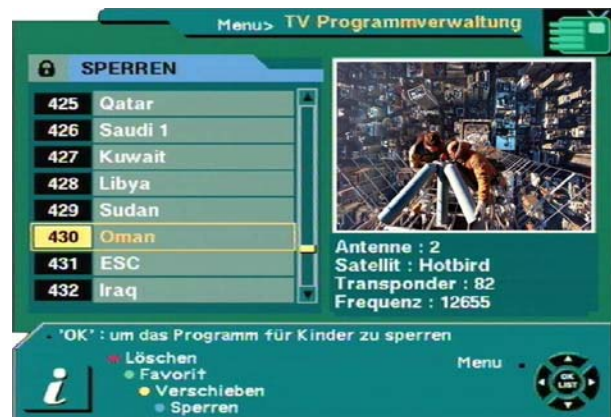 Menu> TV Programmverwaltung
SPERREN
425 Qatar
426 Saudi 1
427 Kuwait
428 Libya
429 Sudan
430 Oman
431 ESC
432 Iraq
Antenne : 2
Satellit : Hotbird
Transponder : 82
Frequenz : 12655
'OK' : um das Programm für Kinder zu sperren
Löschen
Favorit
Verschieben
Sperren
Menu
OK
LIST
i